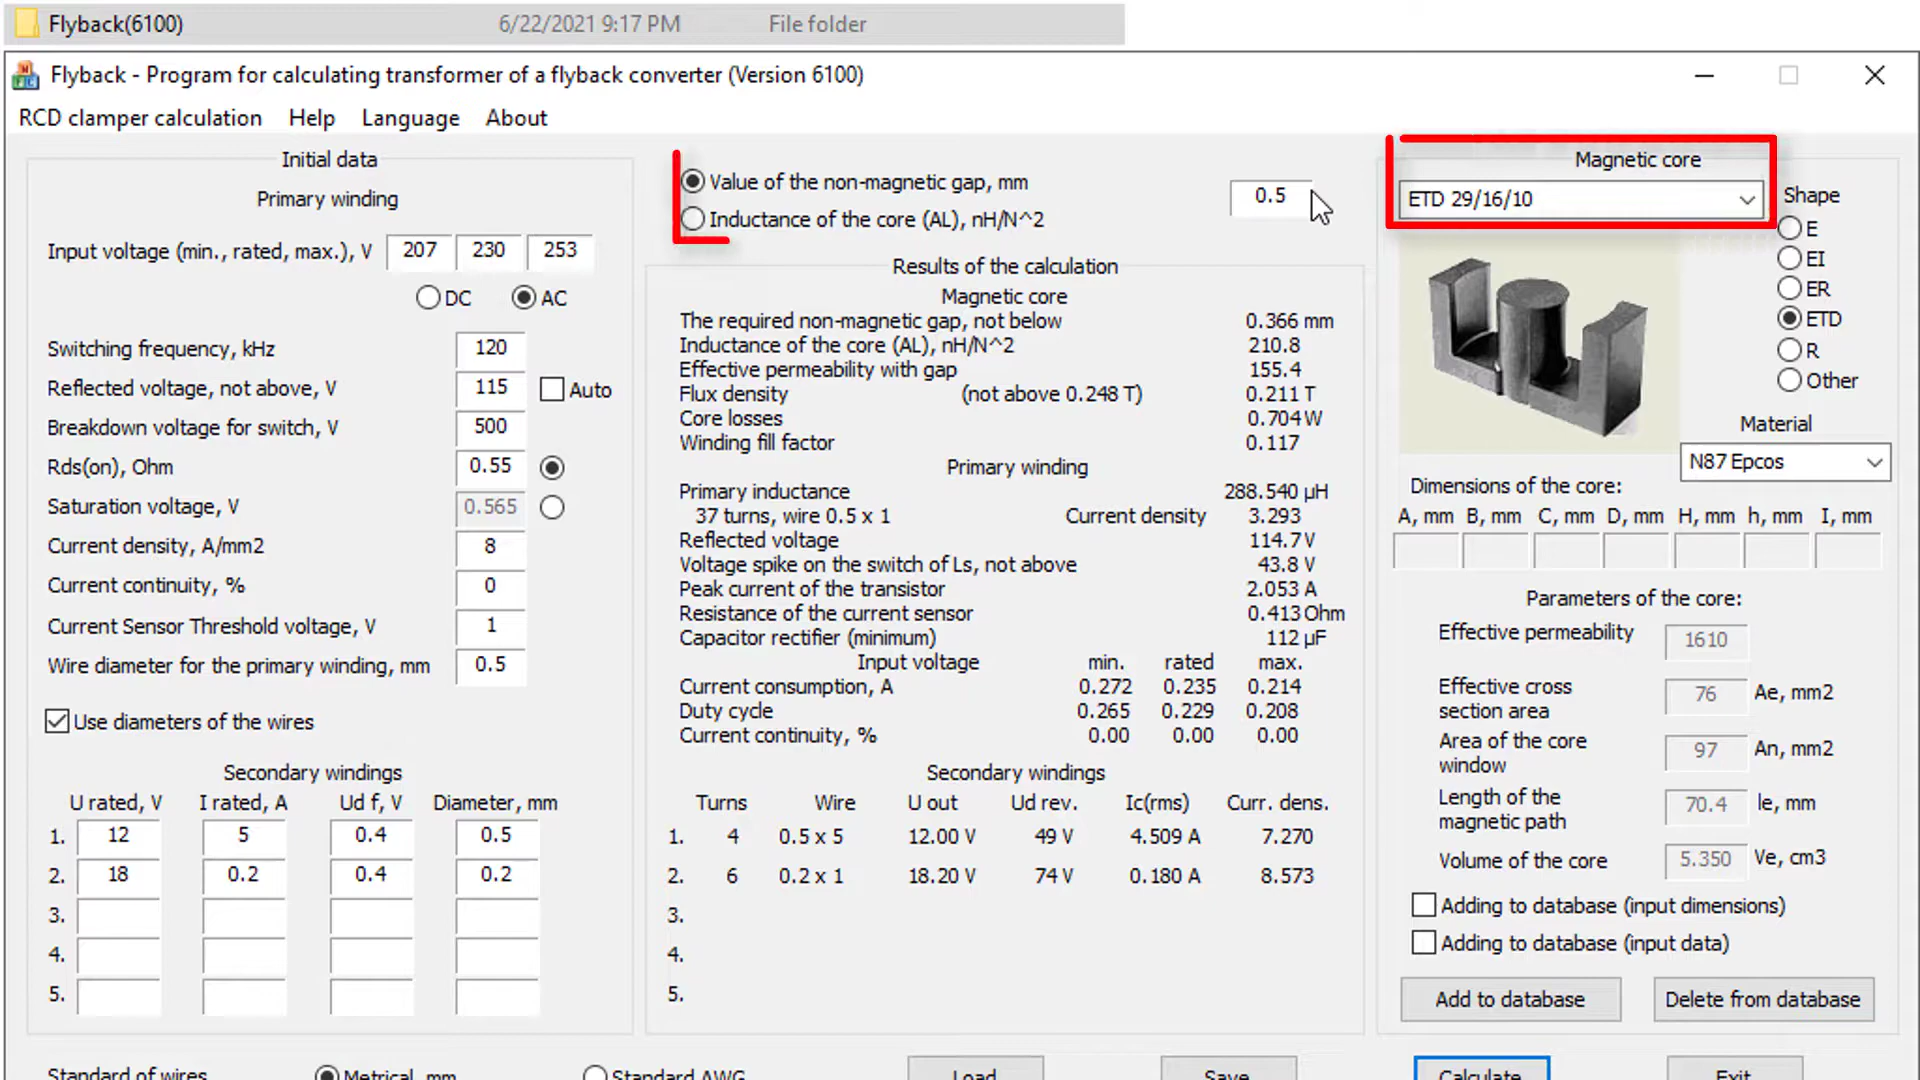 Flyback(6100) 6/22/2021 9:17 PM File folder
Flyback - Program for calculating transformer of a flyback converter (Version 6100)
RCD clamper calculation Help Language About
Initial data
Primary winding
Input voltage (min., rated, max.), V 207 230 253
DC AC
Switching frequency, kHz 120
Reflected voltage, not above, V 115 Auto
Breakdown voltage for switch, V 500
Rds(on), Ohm 0.55
Saturation voltage, V 0.565
Current density, A/mm2 8
Current continuity, % 0
Current Sensor Threshold voltage, V 1
Wire diameter for the primary winding, mm 0.5
Use diameters of the wires
Secondary windings
U rated, V I rated, A Ud f, V Diameter, mm
1. 12 5 0.4 0.5
2. 18 0.2 0.4 0.2
3.
4.
5.
Value of the non-magnetic gap, mm 0.5
Inductance of the core (AL), nH/N^2
Results of the calculation
Magnetic core
The required non-magnetic gap, not below 0.366 mm
Inductance of the core (AL), nH/N^2 210.8
Effective permeability with gap 155.4
Flux density (not above 0.248 T) 0.211 T
Core losses 0.704 W
Winding fill factor 0.117
Primary winding
Primary inductance 288.540 µH
37 turns, wire 0.5 x 1 Current density 3.293
Reflected voltage 114.7 V
Voltage spike on the switch of Ls, not above 43.8 V
Peak current of the transistor 2.053 A
Resistance of the current sensor 0.413 Ohm
Capacitor rectifier (minimum) 112 µF
Input voltage min. rated max.
Current consumption, A 0.272 0.235 0.214
Duty cycle 0.265 0.229 0.208
Current continuity, % 0.00 0.00 0.00
Secondary windings
Turns Wire U out Ud rev. Ic(rms) Curr. dens.
1. 4 0.5 x 5 12.00 V 49 V 4.509 A 7.270
2. 6 0.2 x 1 18.20 V 74 V 0.180 A 8.573
3.
4.
5.
Magnetic core
ETD 29/16/10
Shape
E
EI
ER
ETD
R
Other
Material
N87 Epcos
Dimensions of the core:
A, mm B, mm C, mm D, mm H, mm h, mm I, mm
Parameters of the core:
Effective permeability 1610
Effective cross
section area 76 Ae, mm2
Area of the core
window 97 An, mm2
Length of the
magnetic path 70.4 le, mm
Volume of the core 5.350 Ve, cm3
Adding to database (input dimensions)
Adding to database (input data)
Add to database Delete from database
Standard of wires Metrical, mm Standard AWG Load Save Calculate Exit